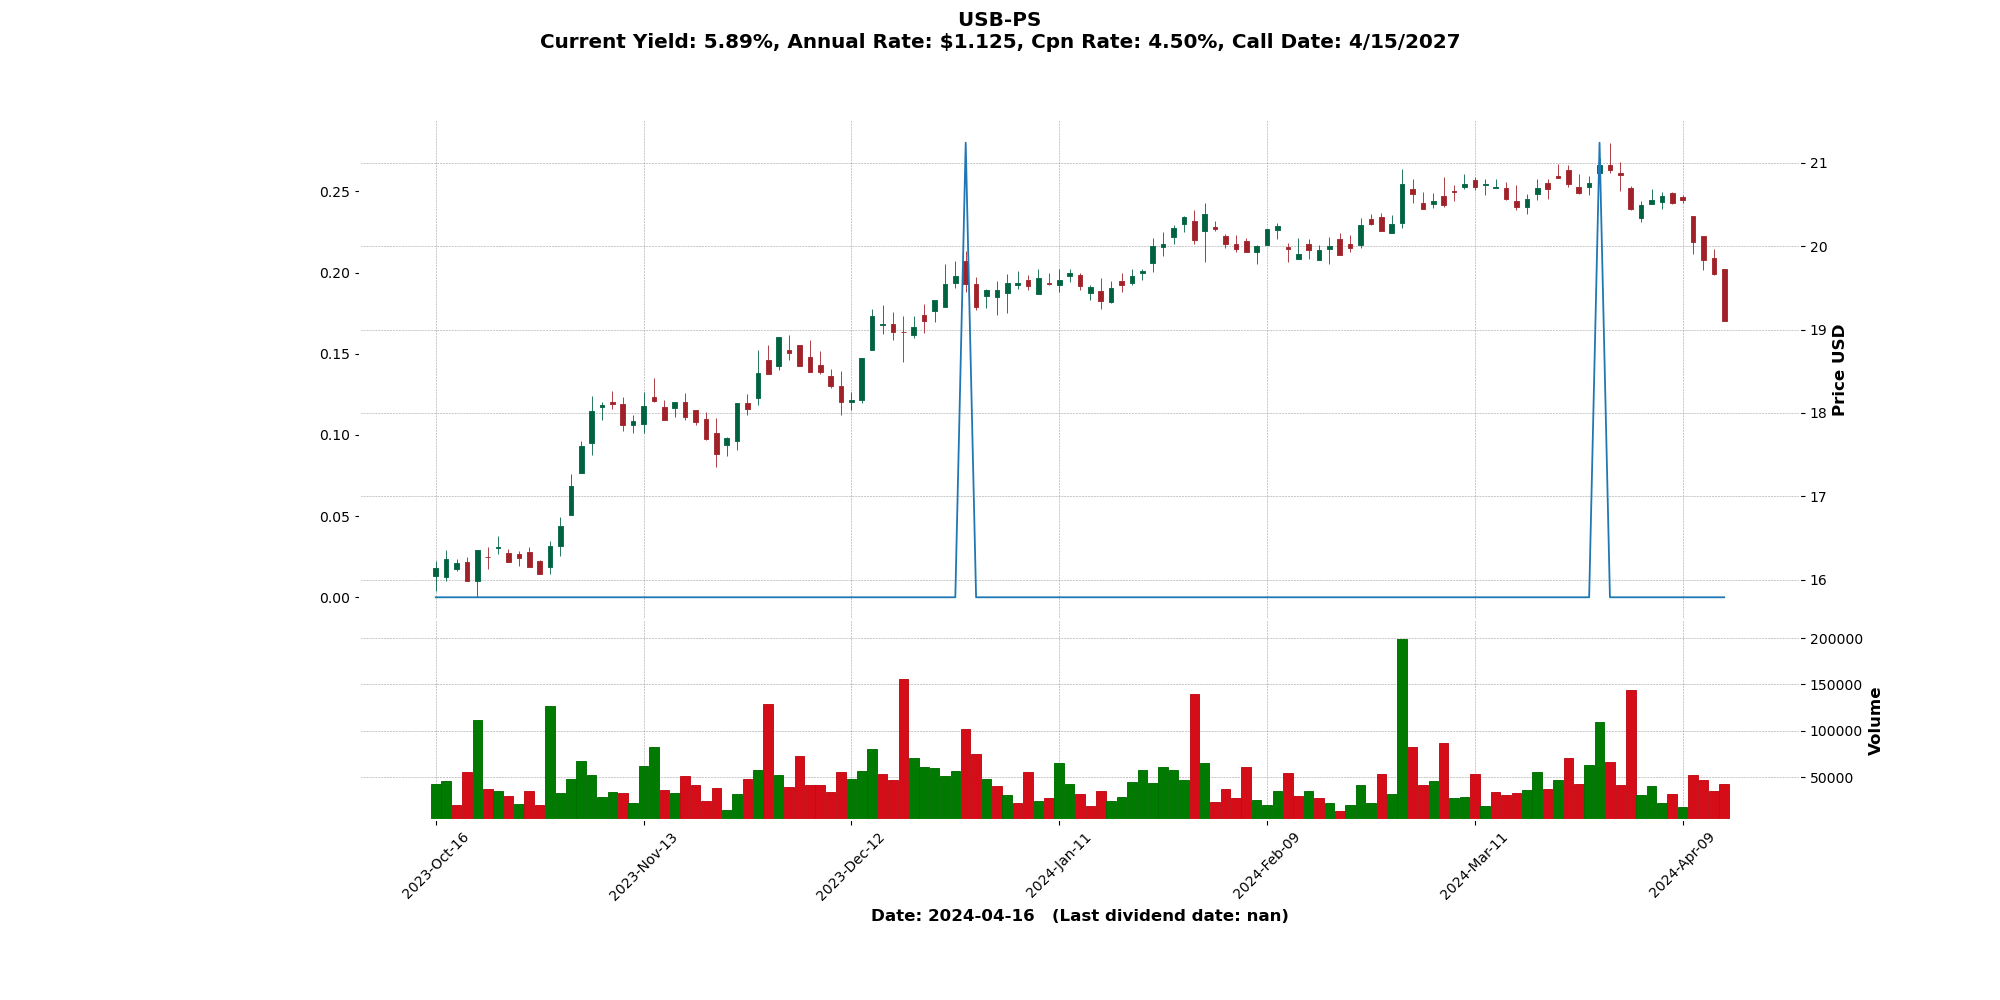 USB-PS
Current Yield: 5.89%, Annual Rate: $1.125, Cpn Rate: 4.50%, Call Date: 4/15/2027
0.25
0.20
0.15
0.10
0.05
0.00
21
20
19
18
17
16
Price USD
200000
150000
100000
50000
Volume
2023-Oct-16
2023-Nov-13
2023-Dec-12
2024-Jan-11
2024-Feb-09
2024-Mar-11
2024-Apr-09
Date: 2024-04-16   (Last dividend date: nan)